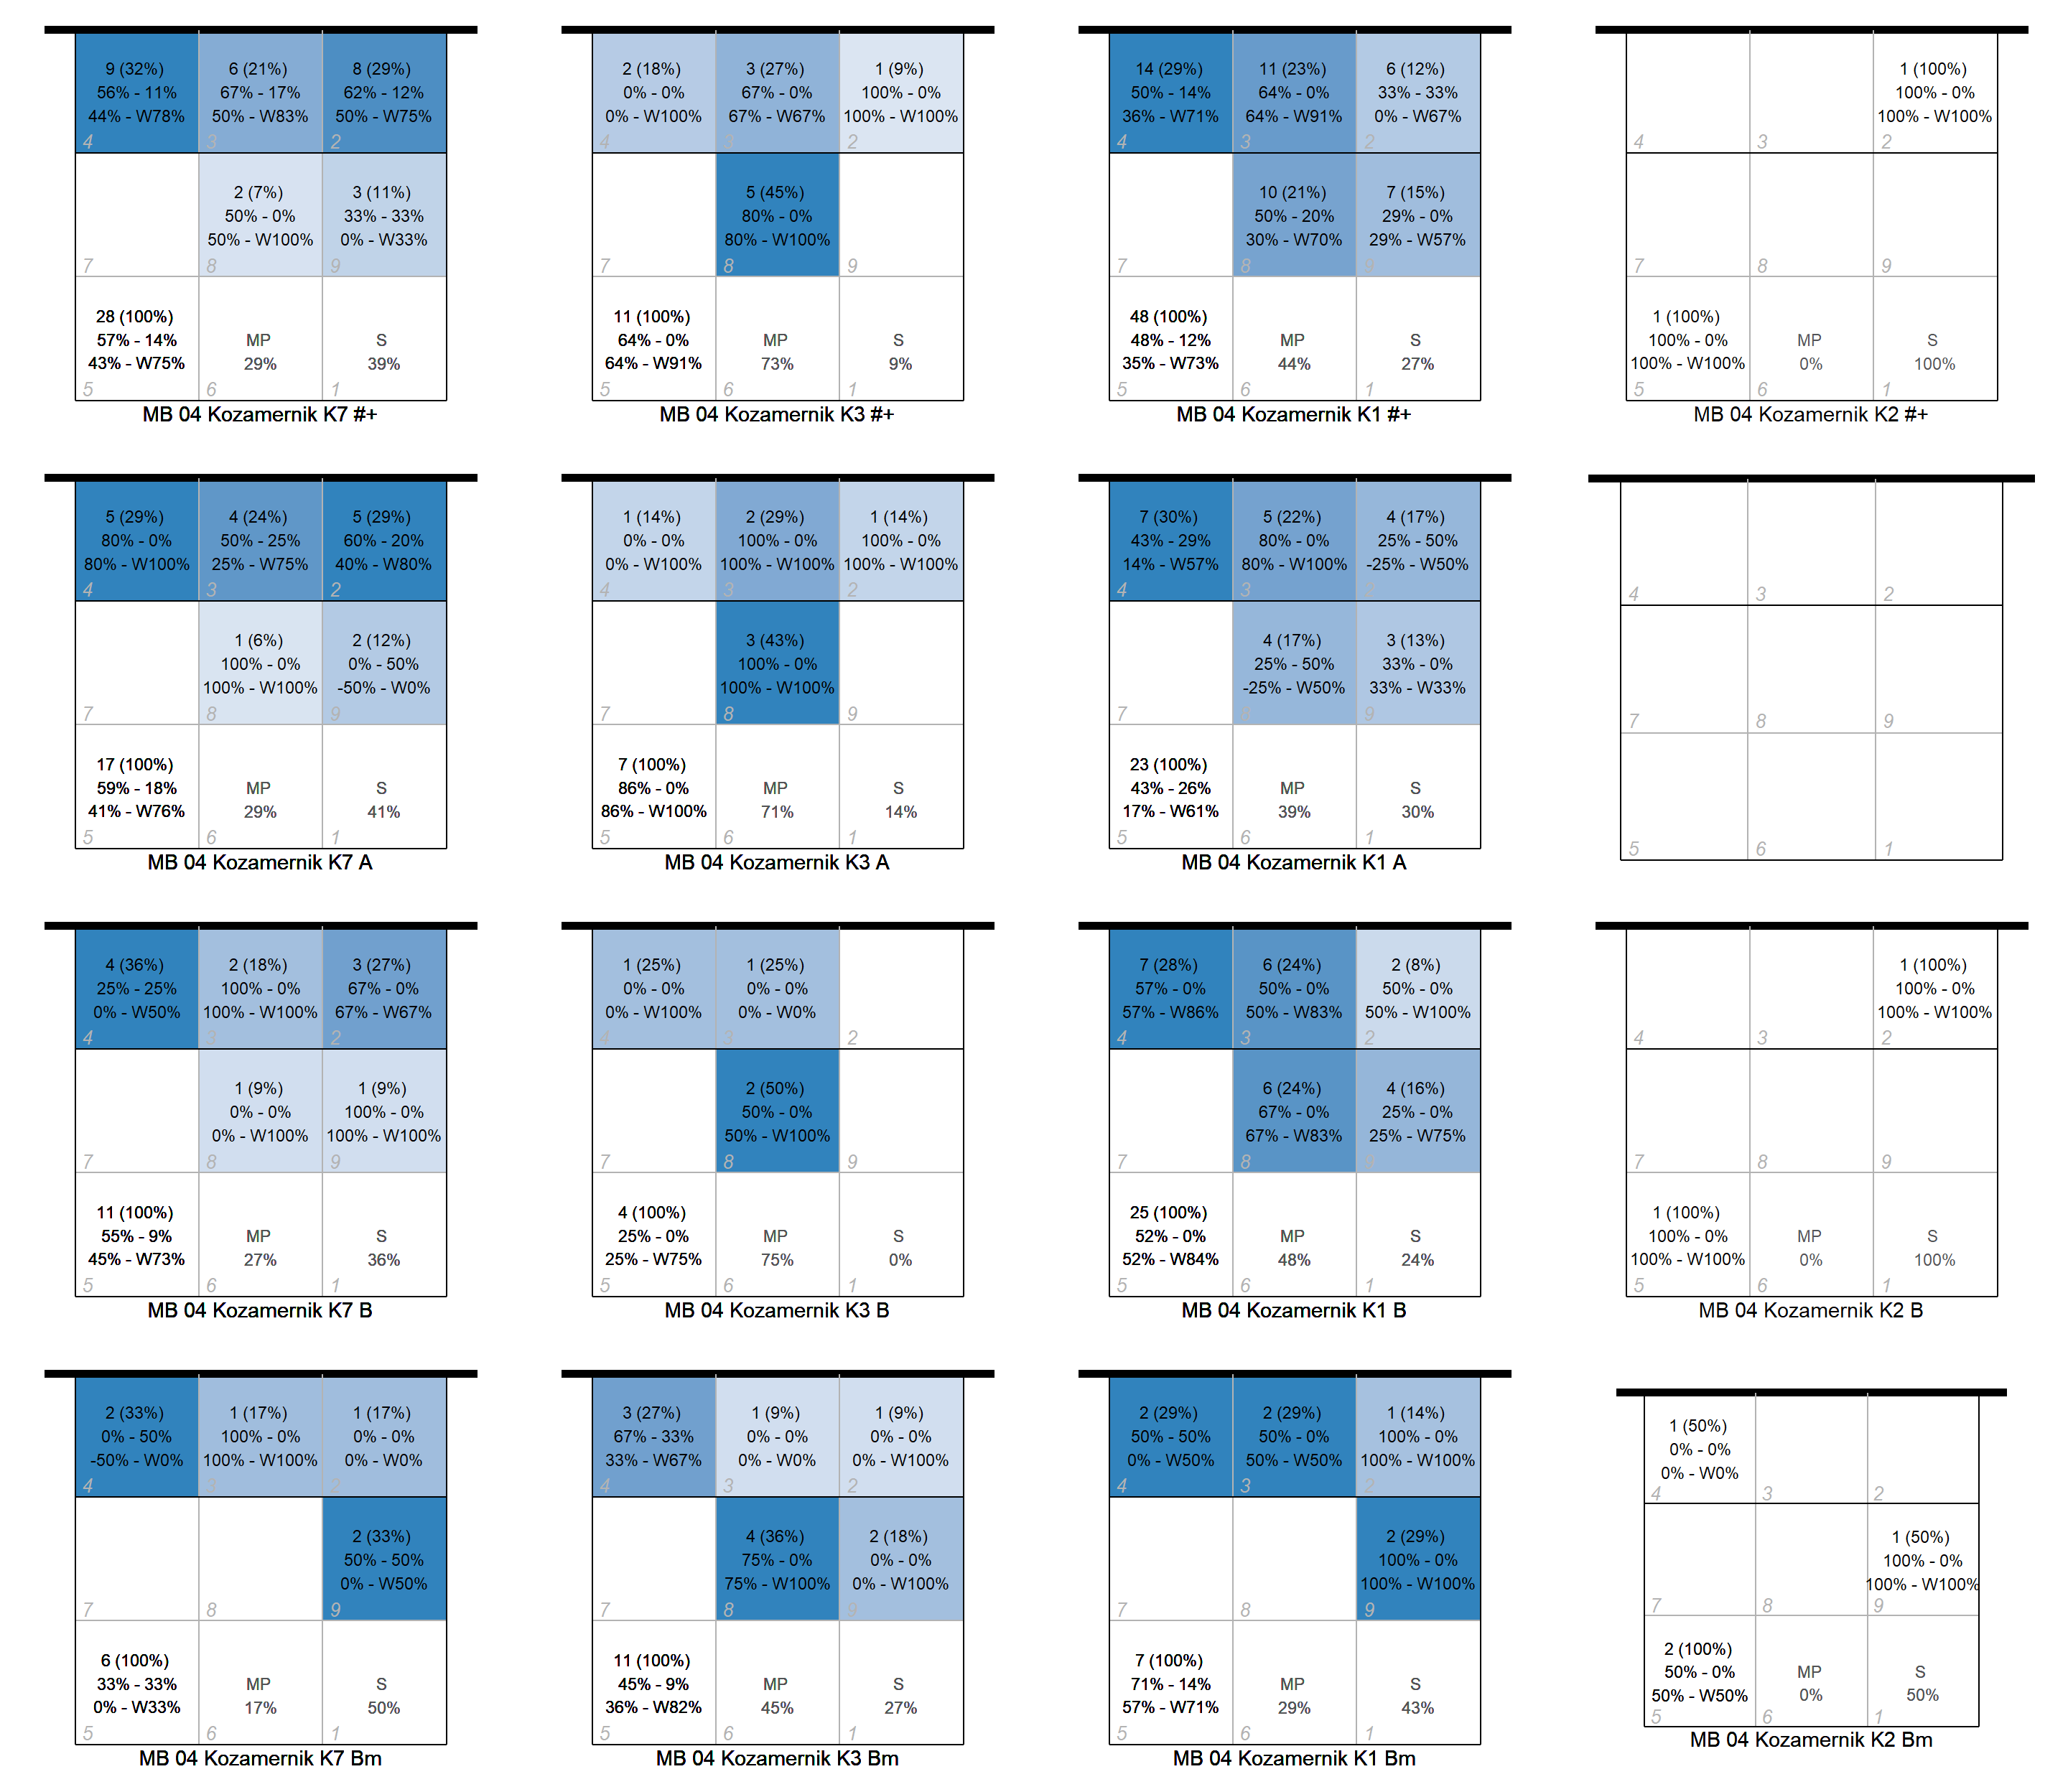 9 (32%)
56% - 11%
44% - W78%
4
6 (21%)
67% - 17%
50% - W83%
3
8 (29%)
62% - 12%
50% - W75%
2
7
2 (7%)
50% - 0%
50% - W100%
8
3 (11%)
33% - 33%
0% - W33%
9
28 (100%)
57% - 14%
43% - W75%
5
MP
29%
6
S
39%
1
MB 04 Kozamernik K7 #+
2 (18%)
0% - 0%
0% - W100%
4
3 (27%)
67% - 0%
67% - W67%
3
1 (9%)
100% - 0%
100% - W100%
2
7
5 (45%)
80% - 0%
80% - W100%
8
9
11 (100%)
64% - 0%
64% - W91%
5
MP
73%
6
S
9%
1
MB 04 Kozamernik K3 #+
14 (29%)
50% - 14%
36% - W71%
4
11 (23%)
64% - 0%
64% - W91%
3
6 (12%)
33% - 33%
0% - W67%
2
7
10 (21%)
50% - 20%
30% - W70%
8
7 (15%)
29% - 0%
29% - W57%
9
48 (100%)
48% - 12%
35% - W73%
5
MP
44%
6
S
27%
1
MB 04 Kozamernik K1 #+
4
3
1 (100%)
100% - 0%
100% - W100%
2
7
8
9
1 (100%)
100% - 0%
100% - W100%
5
MP
0%
6
S
100%
1
MB 04 Kozamernik K2 #+
5 (29%)
80% - 0%
80% - W100%
4
4 (24%)
50% - 25%
25% - W75%
3
5 (29%)
60% - 20%
40% - W80%
2
7
1 (6%)
100% - 0%
100% - W100%
8
2 (12%)
0% - 50%
-50% - W0%
9
17 (100%)
59% - 18%
41% - W76%
5
MP
29%
6
S
41%
1
MB 04 Kozamernik K7 A
1 (14%)
0% - 0%
0% - W100%
4
2 (29%)
100% - 0%
100% - W100%
3
1 (14%)
100% - 0%
100% - W100%
2
7
3 (43%)
100% - 0%
100% - W100%
8
9
7 (100%)
86% - 0%
86% - W100%
5
MP
71%
6
S
14%
1
MB 04 Kozamernik K3 A
7 (30%)
43% - 29%
14% - W57%
4
5 (22%)
80% - 0%
80% - W100%
3
4 (17%)
25% - 50%
-25% - W50%
2
7
4 (17%)
25% - 50%
-25% - W50%
8
3 (13%)
33% - 0%
33% - W33%
9
23 (100%)
43% - 26%
17% - W61%
5
MP
39%
6
S
30%
1
MB 04 Kozamernik K1 A
4
3
2
7
8
9
5
6
1
4 (36%)
25% - 25%
0% - W50%
4
2 (18%)
100% - 0%
100% - W100%
3
3 (27%)
67% - 0%
67% - W67%
2
7
1 (9%)
0% - 0%
0% - W100%
8
1 (9%)
100% - 0%
100% - W100%
9
11 (100%)
55% - 9%
45% - W73%
5
MP
27%
6
S
36%
1
MB 04 Kozamernik K7 B
1 (25%)
0% - 0%
0% - W100%
4
1 (25%)
0% - 0%
0% - W0%
3
2
7
2 (50%)
50% - 0%
50% - W100%
8
9
4 (100%)
25% - 0%
25% - W75%
5
MP
75%
6
S
0%
1
MB 04 Kozamernik K3 B
7 (28%)
57% - 0%
57% - W86%
4
6 (24%)
50% - 0%
50% - W83%
3
2 (8%)
50% - 0%
50% - W100%
2
7
6 (24%)
67% - 0%
67% - W83%
8
4 (16%)
25% - 0%
25% - W75%
9
25 (100%)
52% - 0%
52% - W84%
5
MP
48%
6
S
24%
1
MB 04 Kozamernik K1 B
4
3
1 (100%)
100% - 0%
100% - W100%
2
7
8
9
1 (100%)
100% - 0%
100% - W100%
5
MP
0%
6
S
100%
1
MB 04 Kozamernik K2 B
2 (33%)
0% - 50%
-50% - W0%
4
1 (17%)
100% - 0%
100% - W100%
3
1 (17%)
0% - 0%
0% - W0%
2
7
8
2 (33%)
50% - 50%
0% - W50%
9
6 (100%)
33% - 33%
0% - W33%
5
MP
17%
6
S
50%
1
MB 04 Kozamernik K7 Bm
3 (27%)
67% - 33%
33% - W67%
4
1 (9%)
0% - 0%
0% - W0%
3
1 (9%)
0% - 0%
0% - W100%
2
7
4 (36%)
75% - 0%
75% - W100%
8
2 (18%)
0% - 0%
0% - W100%
9
11 (100%)
45% - 9%
36% - W82%
5
MP
45%
6
S
27%
1
MB 04 Kozamernik K3 Bm
2 (29%)
50% - 50%
0% - W50%
4
2 (29%)
50% - 0%
50% - W50%
3
1 (14%)
100% - 0%
100% - W100%
2
7
8
2 (29%)
100% - 0%
100% - W100%
9
7 (100%)
71% - 14%
57% - W71%
5
MP
29%
6
S
43%
1
MB 04 Kozamernik K1 Bm
1 (50%)
0% - 0%
0% - W0%
4
3
2
7
8
1 (50%)
100% - 0%
100% - W100%
9
2 (100%)
50% - 0%
50% - W50%
5
MP
0%
6
S
50%
1
MB 04 Kozamernik K2 Bm